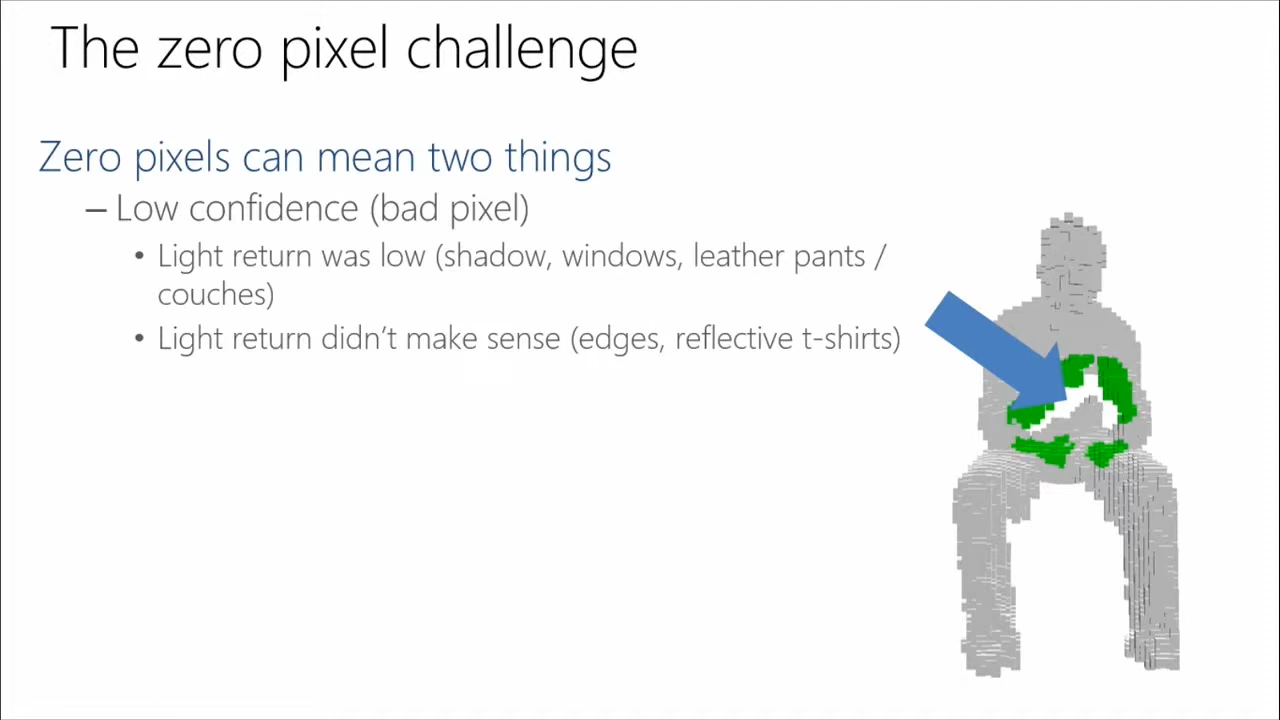 The zero pixel challenge
Zero pixels can mean two things
– Low confidence (bad pixel)
• Light return was low (shadow, windows, leather pants /
couches)
• Light return didn’t make sense (edges, reflective t-shirts)